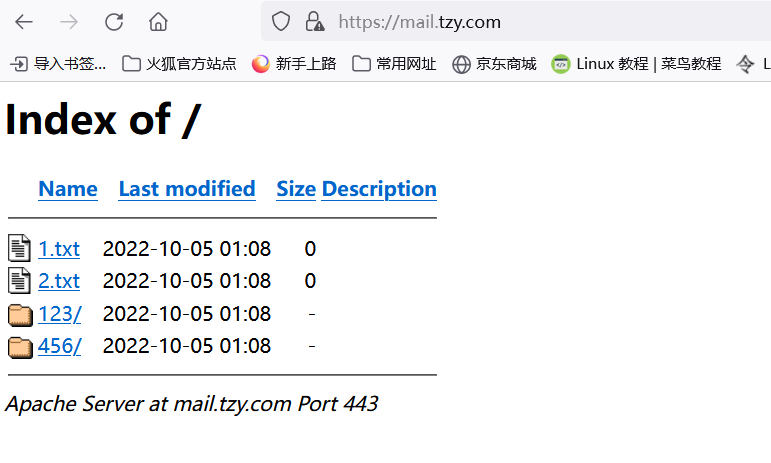 https://mail.tzy.com
导入书签... 火狐官方站点 新手上路 常用网址 京东商城 Linux 教程 | 菜鸟教程 L
Index of /
Name Last modified Size Description
1.txt 2022-10-05 01:08 0
2.txt 2022-10-05 01:08 0
123/ 2022-10-05 01:08 -
456/ 2022-10-05 01:08 -
Apache Server at mail.tzy.com Port 443